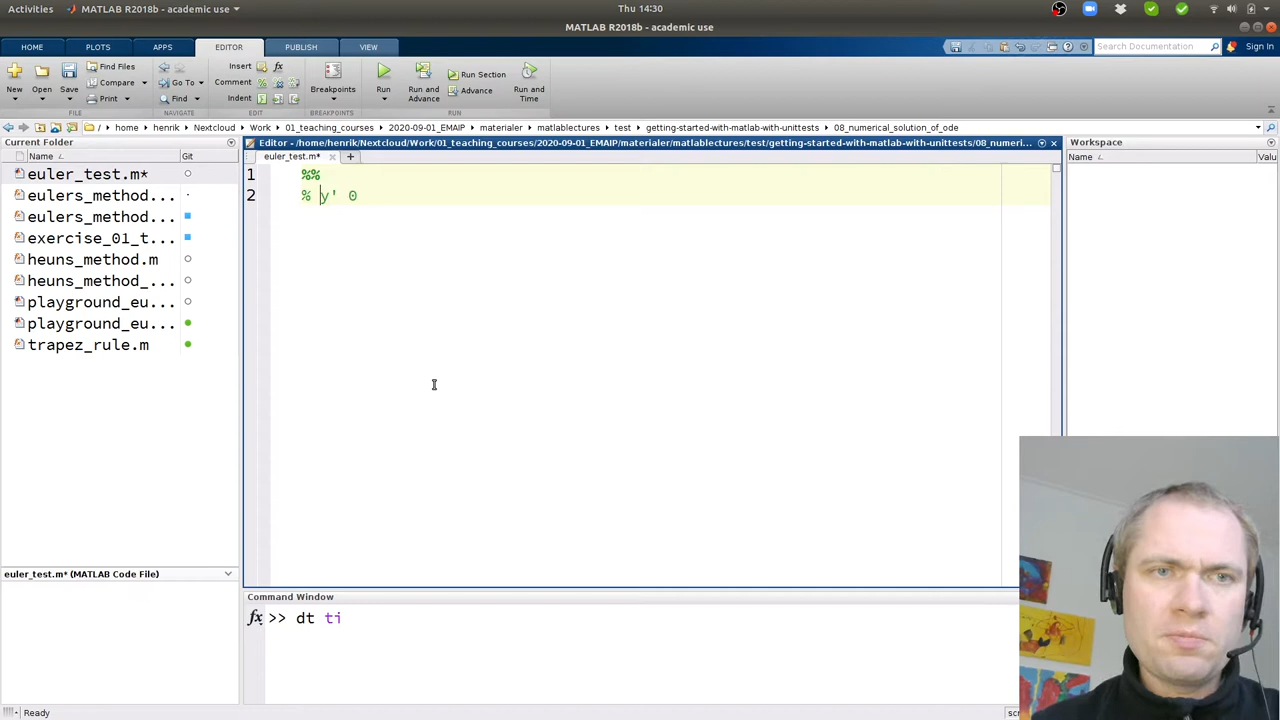 Activities
MATLAB R2018b - academic use
Thu 14:30
MATLAB R2018b - academic use
HOME
PLOTS
APPS
EDITOR
PUBLISH
VIEW
Search Documentation
Sign In
New
Open
Save
Find Files
Compare
Print
Go To
Find
Insert
Comment
Indent
Breakpoints
Run
Run and Advance
Run Section
Advance
Run and Time
FILE
NAVIGATE
EDIT
BREAKPOINTS
RUN
/ home henrik Nextcloud Work 01_teaching_courses 2020-09-01_EMAIP materialer matlablectures test getting-started-with-matlab-with-unittests 08_numerical_solution_of_ode
Current Folder
Name
Git
euler_test.m*
eulers_method...
eulers_method...
exercise_01_t...
heuns_method.m
heuns_method_...
playground_eu...
playground_eu...
trapez_rule.m
euler_test.m* (MATLAB Code File)
Editor - /home/henrik/Nextcloud/Work/01_teaching_courses/2020-09-01_EMAIP/materialer/matlablectures/test/getting-started-with-matlab-with-unittests/08_numeri...
euler_test.m*
1 %%
2 % y' 0
Command Window
fx >> dt ti
Workspace
Name
Valu
Ready
scr